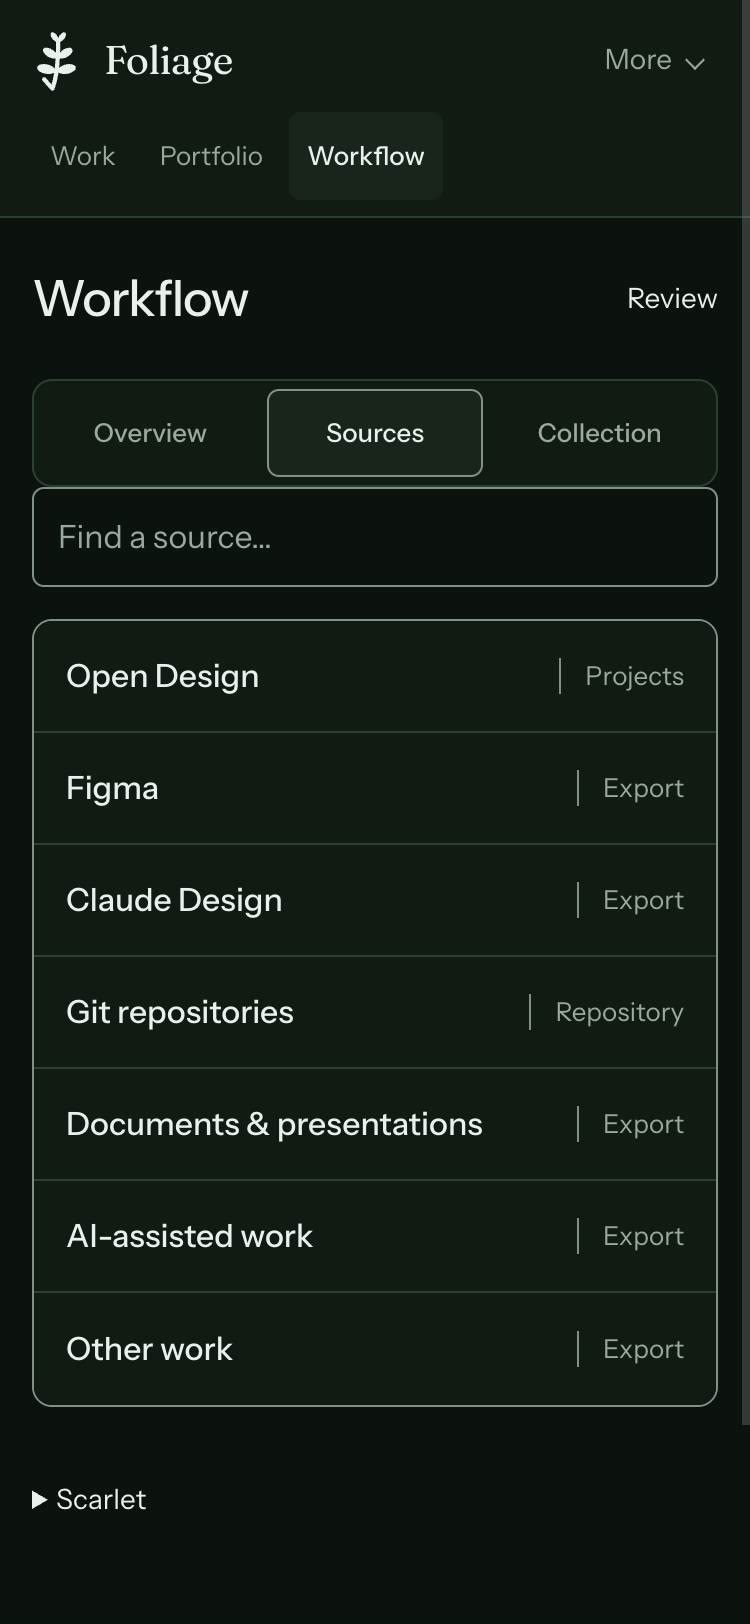 Foliage
More
Work Portfolio Workflow
Workflow
Review
Overview Sources Collection
Find a source...
Open Design Projects
Figma Export
Claude Design Export
Git repositories Repository
Documents & presentations Export
AI-assisted work Export
Other work Export
Scarlet